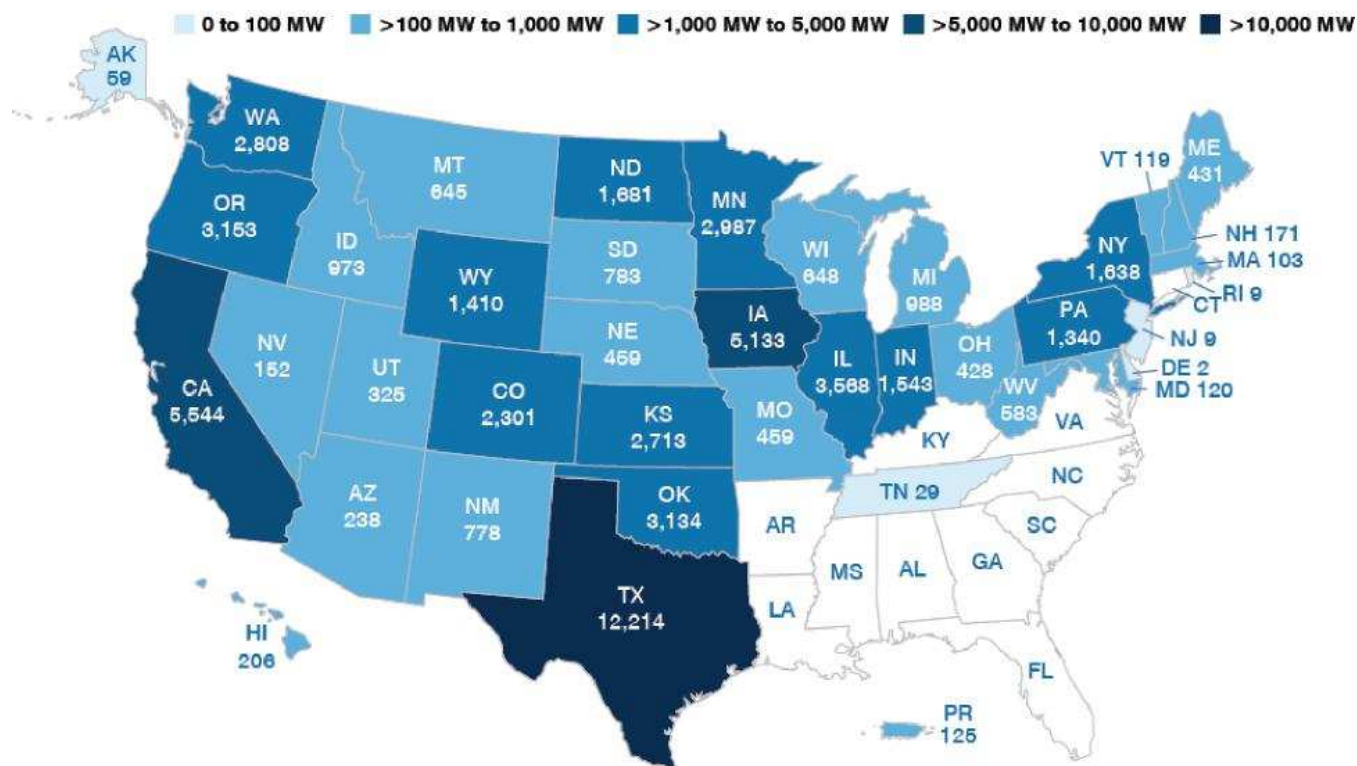 0 to 100 MW >100 MW to 1,000 MW >1,000 MW to 5,000 MW >5,000 MW to 10,000 MW >10,000 MW
AK
59
WA
2,808
MT
645
ND
1,681
MN
2,987
VT 119
ME
431
OR
3,153
ID
973
WY
1,410
SD
783
WI
648
MI
988
NY
1,638
NH 171
MA 103
RI 9
CT
NV
152
UT
325
CO
2,301
NE
459
IA
5,133
IL
3,568
IN
1,543
OH
428
PA
1,340
NJ 9
DE 2
MD 120
CA
5,544
KS
2,713
MO
459
KY
WV
583
VA
AZ
238
NM
778
OK
3,134
AR
TN 29
NC
SC
TX
12,214
LA
MS
AL
GA
FL
HI
206
PR
125